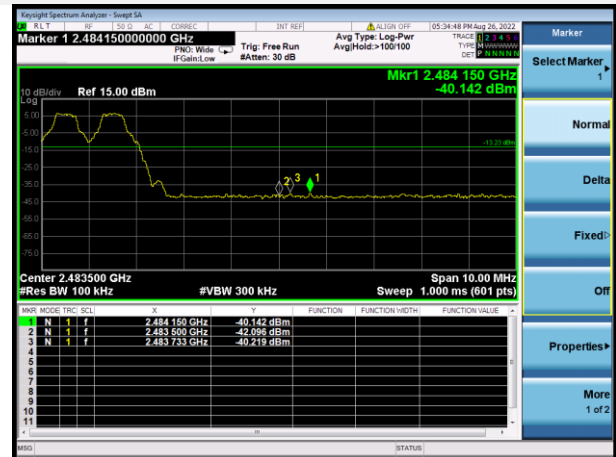 Keysight Spectrum Analyzer - Swept SA
RL T RF 50 Ω AC CORREC INT REF ALIGN OFF 05:34:48 PM Aug 26, 2022
Marker 1 2.484150000000 GHz
PNO: Wide
IFGain:Low
Trig: Free Run
#Atten: 30 dB
Avg Type: Log-Pwr
Avg|Hold:>100/100
TRACE 1 2 3 4 5 6
TYPE M WWWWW
DET P NNNNN
Mkr1 2.484 150 GHz
-40.142 dBm
10 dB/div Ref 15.00 dBm
Log
5.00
-5.00
-15.0
-25.0
-35.0
-45.0
-55.0
-65.0
-75.0
-13.23 dBm
2 3 1
Center 2.483500 GHz Span 10.00 MHz
#Res BW 100 kHz #VBW 300 kHz Sweep 1.000 ms (601 pts)
MKR MODE TRC SCL X Y FUNCTION FUNCTION WIDTH FUNCTION VALUE
1 N 1 f 2.484 150 GHz -40.142 dBm
2 N 1 f 2.483 500 GHz -42.096 dBm
3 N 1 f 2.483 733 GHz -40.219 dBm
4
5
6
7
8
9
10
11
MSG STATUS
Marker
Select Marker
1
Normal
Delta
Fixed
Off
Properties
More
1 of 2